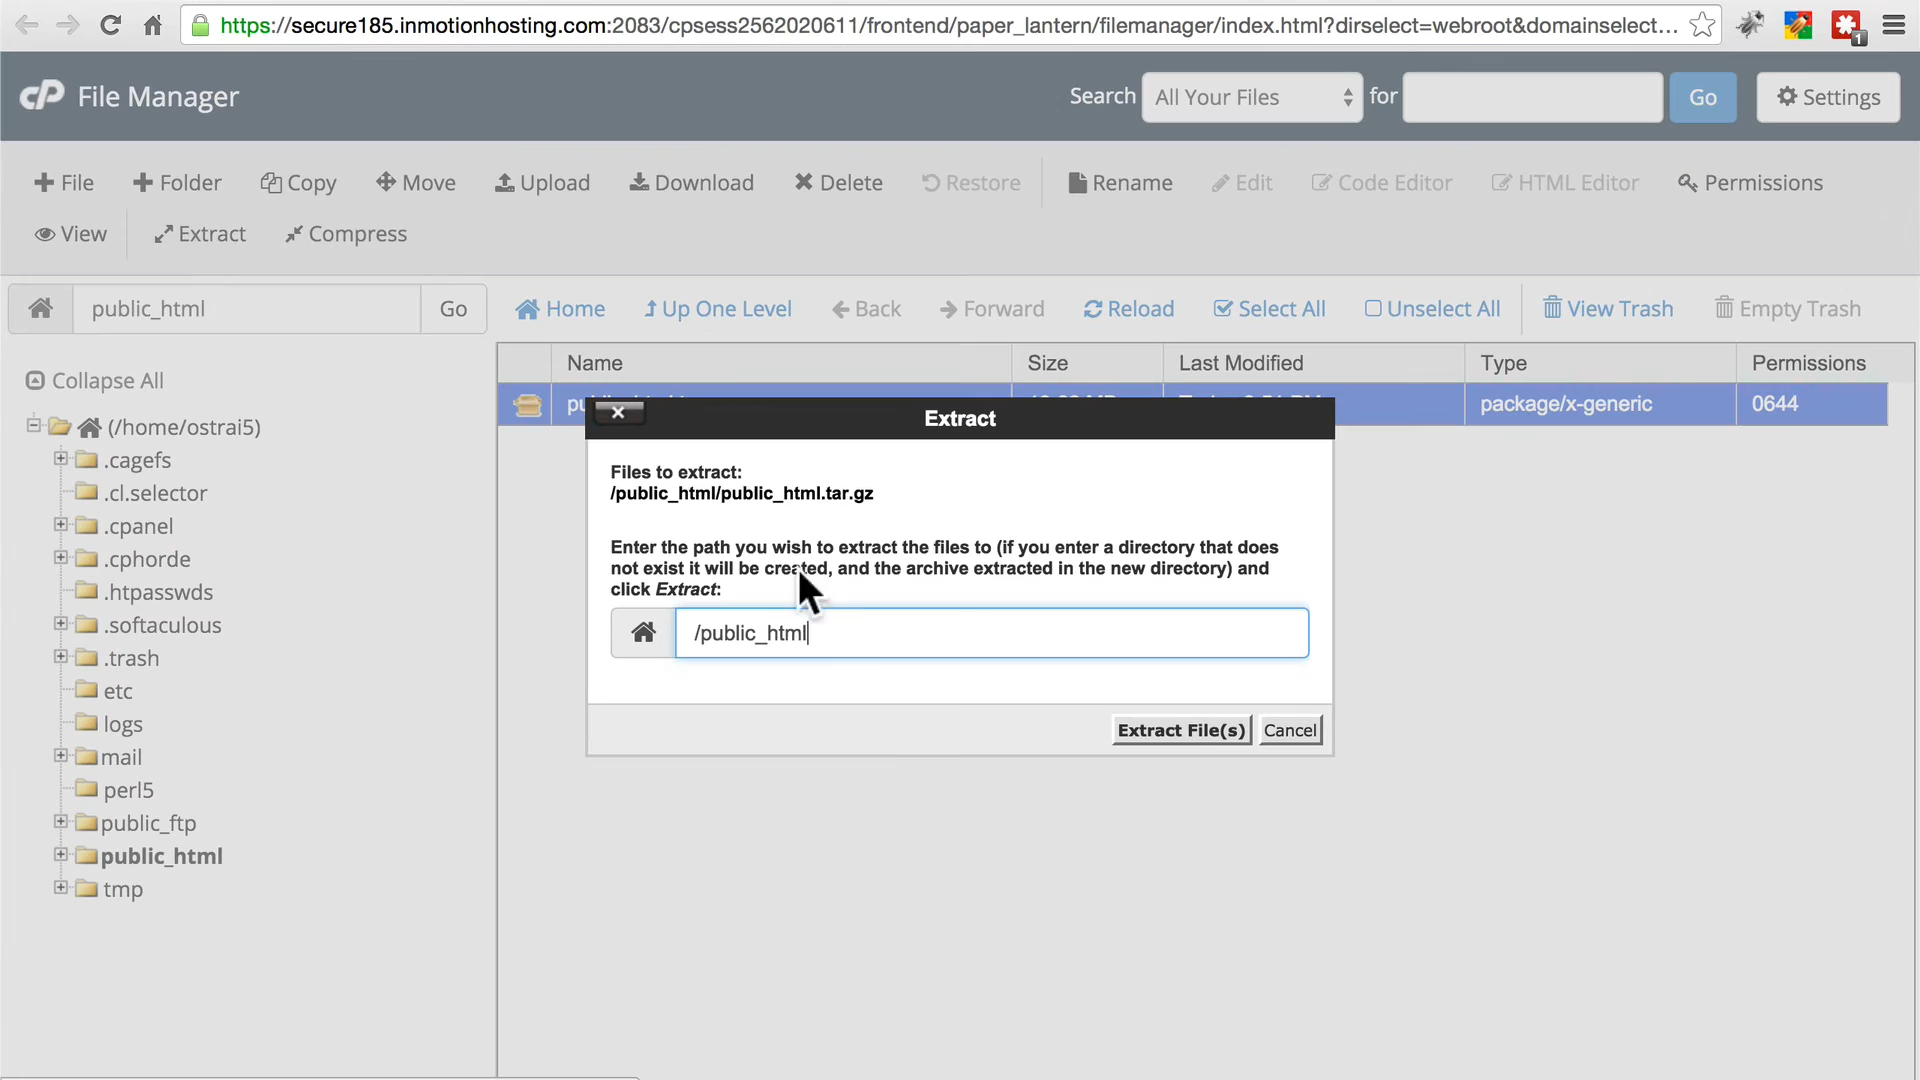 https://secure185.inmotionhosting.com:2083/cpsess2562020611/frontend/paper_lantern/filemanager/index.html?dirselect=webroot&domainselect...
1
cP File Manager
Search All Your Files for Go Settings
File Folder Copy Move Upload Download Delete Restore Rename Edit Code Editor HTML Editor Permissions
View Extract Compress
public_html Go Home Up One Level Back Forward Reload Select All Unselect All View Trash Empty Trash
Name Size Last Modified Type Permissions
package/x-generic 0644
Extract
Files to extract:
/public_html/public_html.tar.gz
Enter the path you wish to extract the files to (if you enter a directory that does
not exist it will be created, and the archive extracted in the new directory) and
click Extract:
/public_html
Extract File(s) Cancel
Collapse All
(/home/ostrai5)
.cagefs
.cl.selector
.cpanel
.cphorde
.htpasswds
.softaculous
.trash
etc
logs
mail
perl5
public_ftp
public_html
tmp